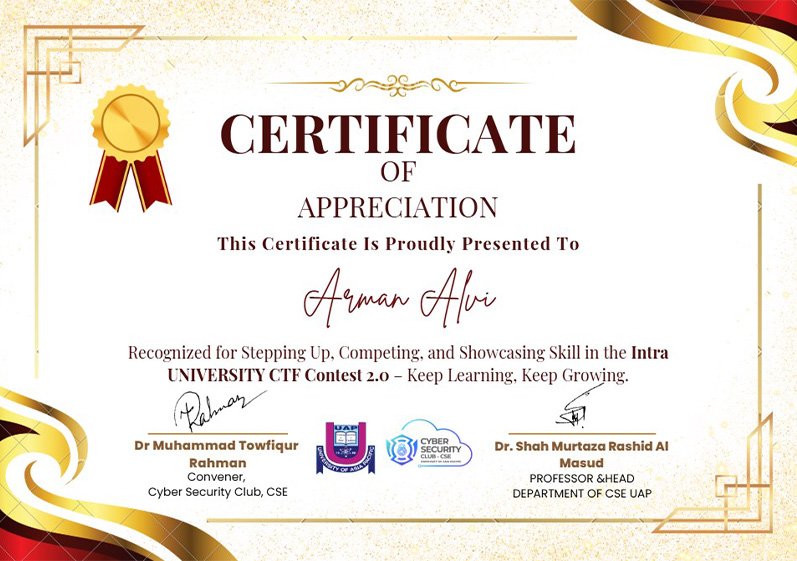 CERTIFICATE
OF
APPRECIATION
This Certificate Is Proudly Presented To
Arman Alvi
Recognized for Stepping Up, Competing, and Showcasing Skill in the Intra
UNIVERSITY CTF Contest 2.0 – Keep Learning, Keep Growing.
Rahman
Dr Muhammad Towfiqur
Rahman
Convener,
Cyber Security Club, CSE
UAP
UNIVERSITY OF ASIA PACIFIC
CYBER
SECURITY
CLUB - CSE
UNIVERSITY OF ASIA PACIFIC
Dr. Shah Murtaza Rashid Al
Masud
PROFESSOR &HEAD
DEPARTMENT OF CSE UAP